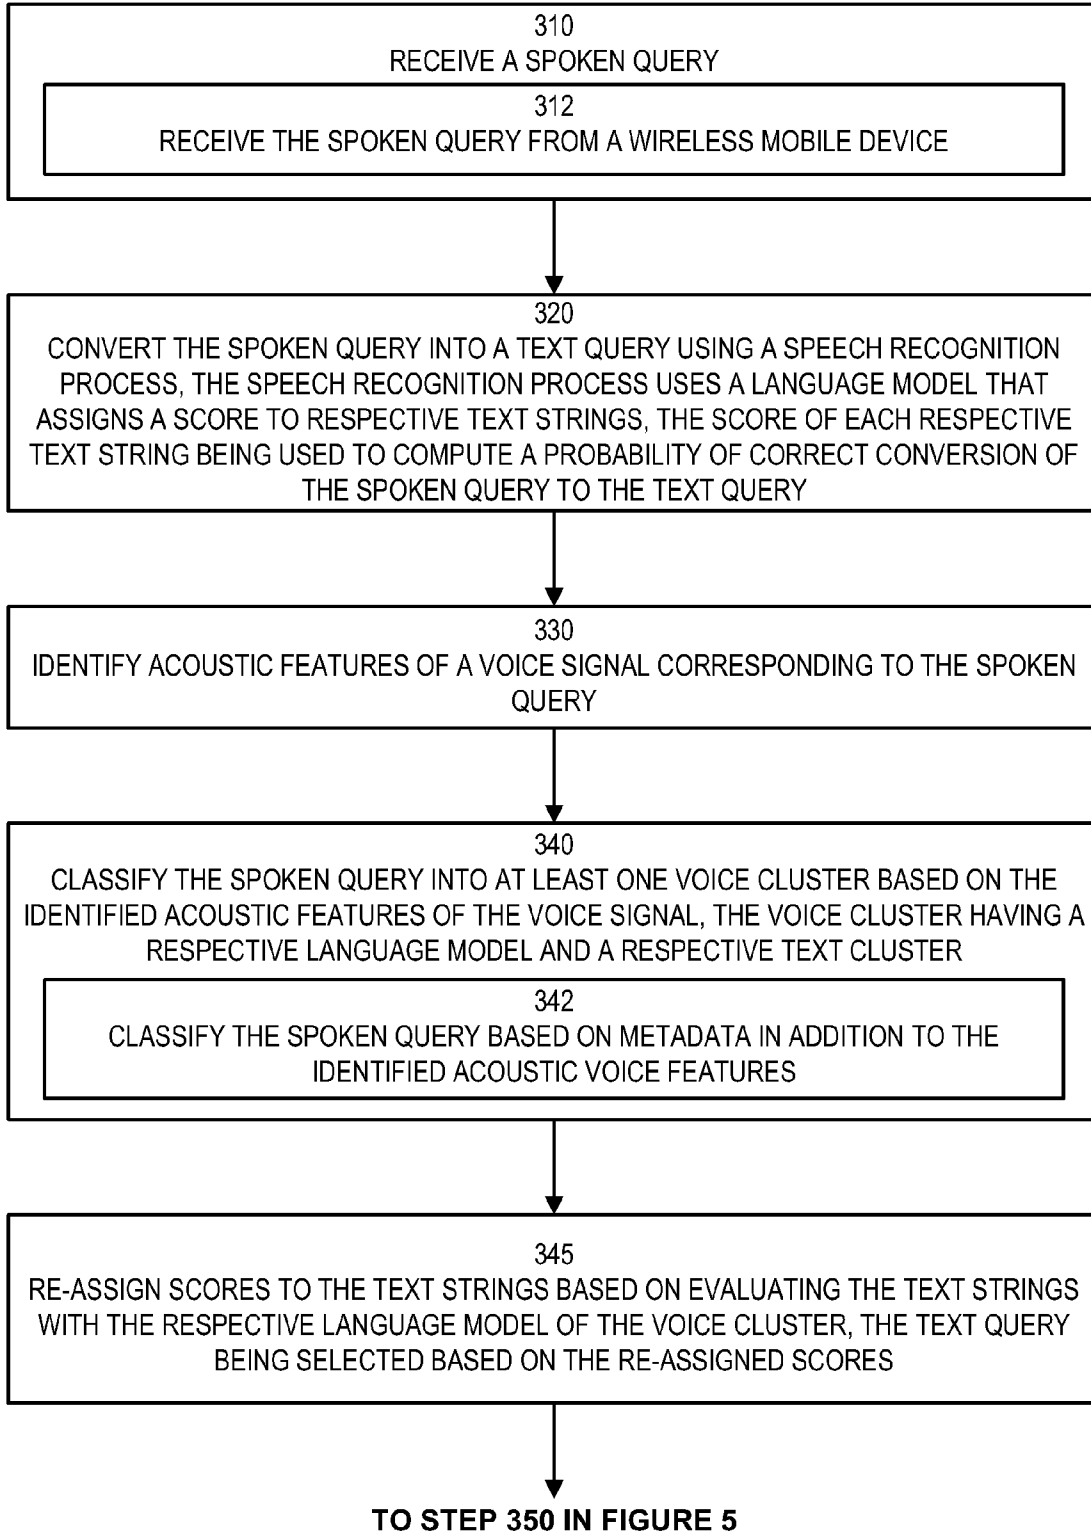 310
RECEIVE A SPOKEN QUERY
312
RECEIVE THE SPOKEN QUERY FROM A WIRELESS MOBILE DEVICE
320
CONVERT THE SPOKEN QUERY INTO A TEXT QUERY USING A SPEECH RECOGNITION
PROCESS, THE SPEECH RECOGNITION PROCESS USES A LANGUAGE MODEL THAT
ASSIGNS A SCORE TO RESPECTIVE TEXT STRINGS, THE SCORE OF EACH RESPECTIVE
TEXT STRING BEING USED TO COMPUTE A PROBABILITY OF CORRECT CONVERSION OF
THE SPOKEN QUERY TO THE TEXT QUERY
330
IDENTIFY ACOUSTIC FEATURES OF A VOICE SIGNAL CORRESPONDING TO THE SPOKEN
QUERY
340
CLASSIFY THE SPOKEN QUERY INTO AT LEAST ONE VOICE CLUSTER BASED ON THE
IDENTIFIED ACOUSTIC FEATURES OF THE VOICE SIGNAL, THE VOICE CLUSTER HAVING A
RESPECTIVE LANGUAGE MODEL AND A RESPECTIVE TEXT CLUSTER
342
CLASSIFY THE SPOKEN QUERY BASED ON METADATA IN ADDITION TO THE
IDENTIFIED ACOUSTIC VOICE FEATURES
345
RE-ASSIGN SCORES TO THE TEXT STRINGS BASED ON EVALUATING THE TEXT STRINGS
WITH THE RESPECTIVE LANGUAGE MODEL OF THE VOICE CLUSTER, THE TEXT QUERY
BEING SELECTED BASED ON THE RE-ASSIGNED SCORES
TO STEP 350 IN FIGURE 5